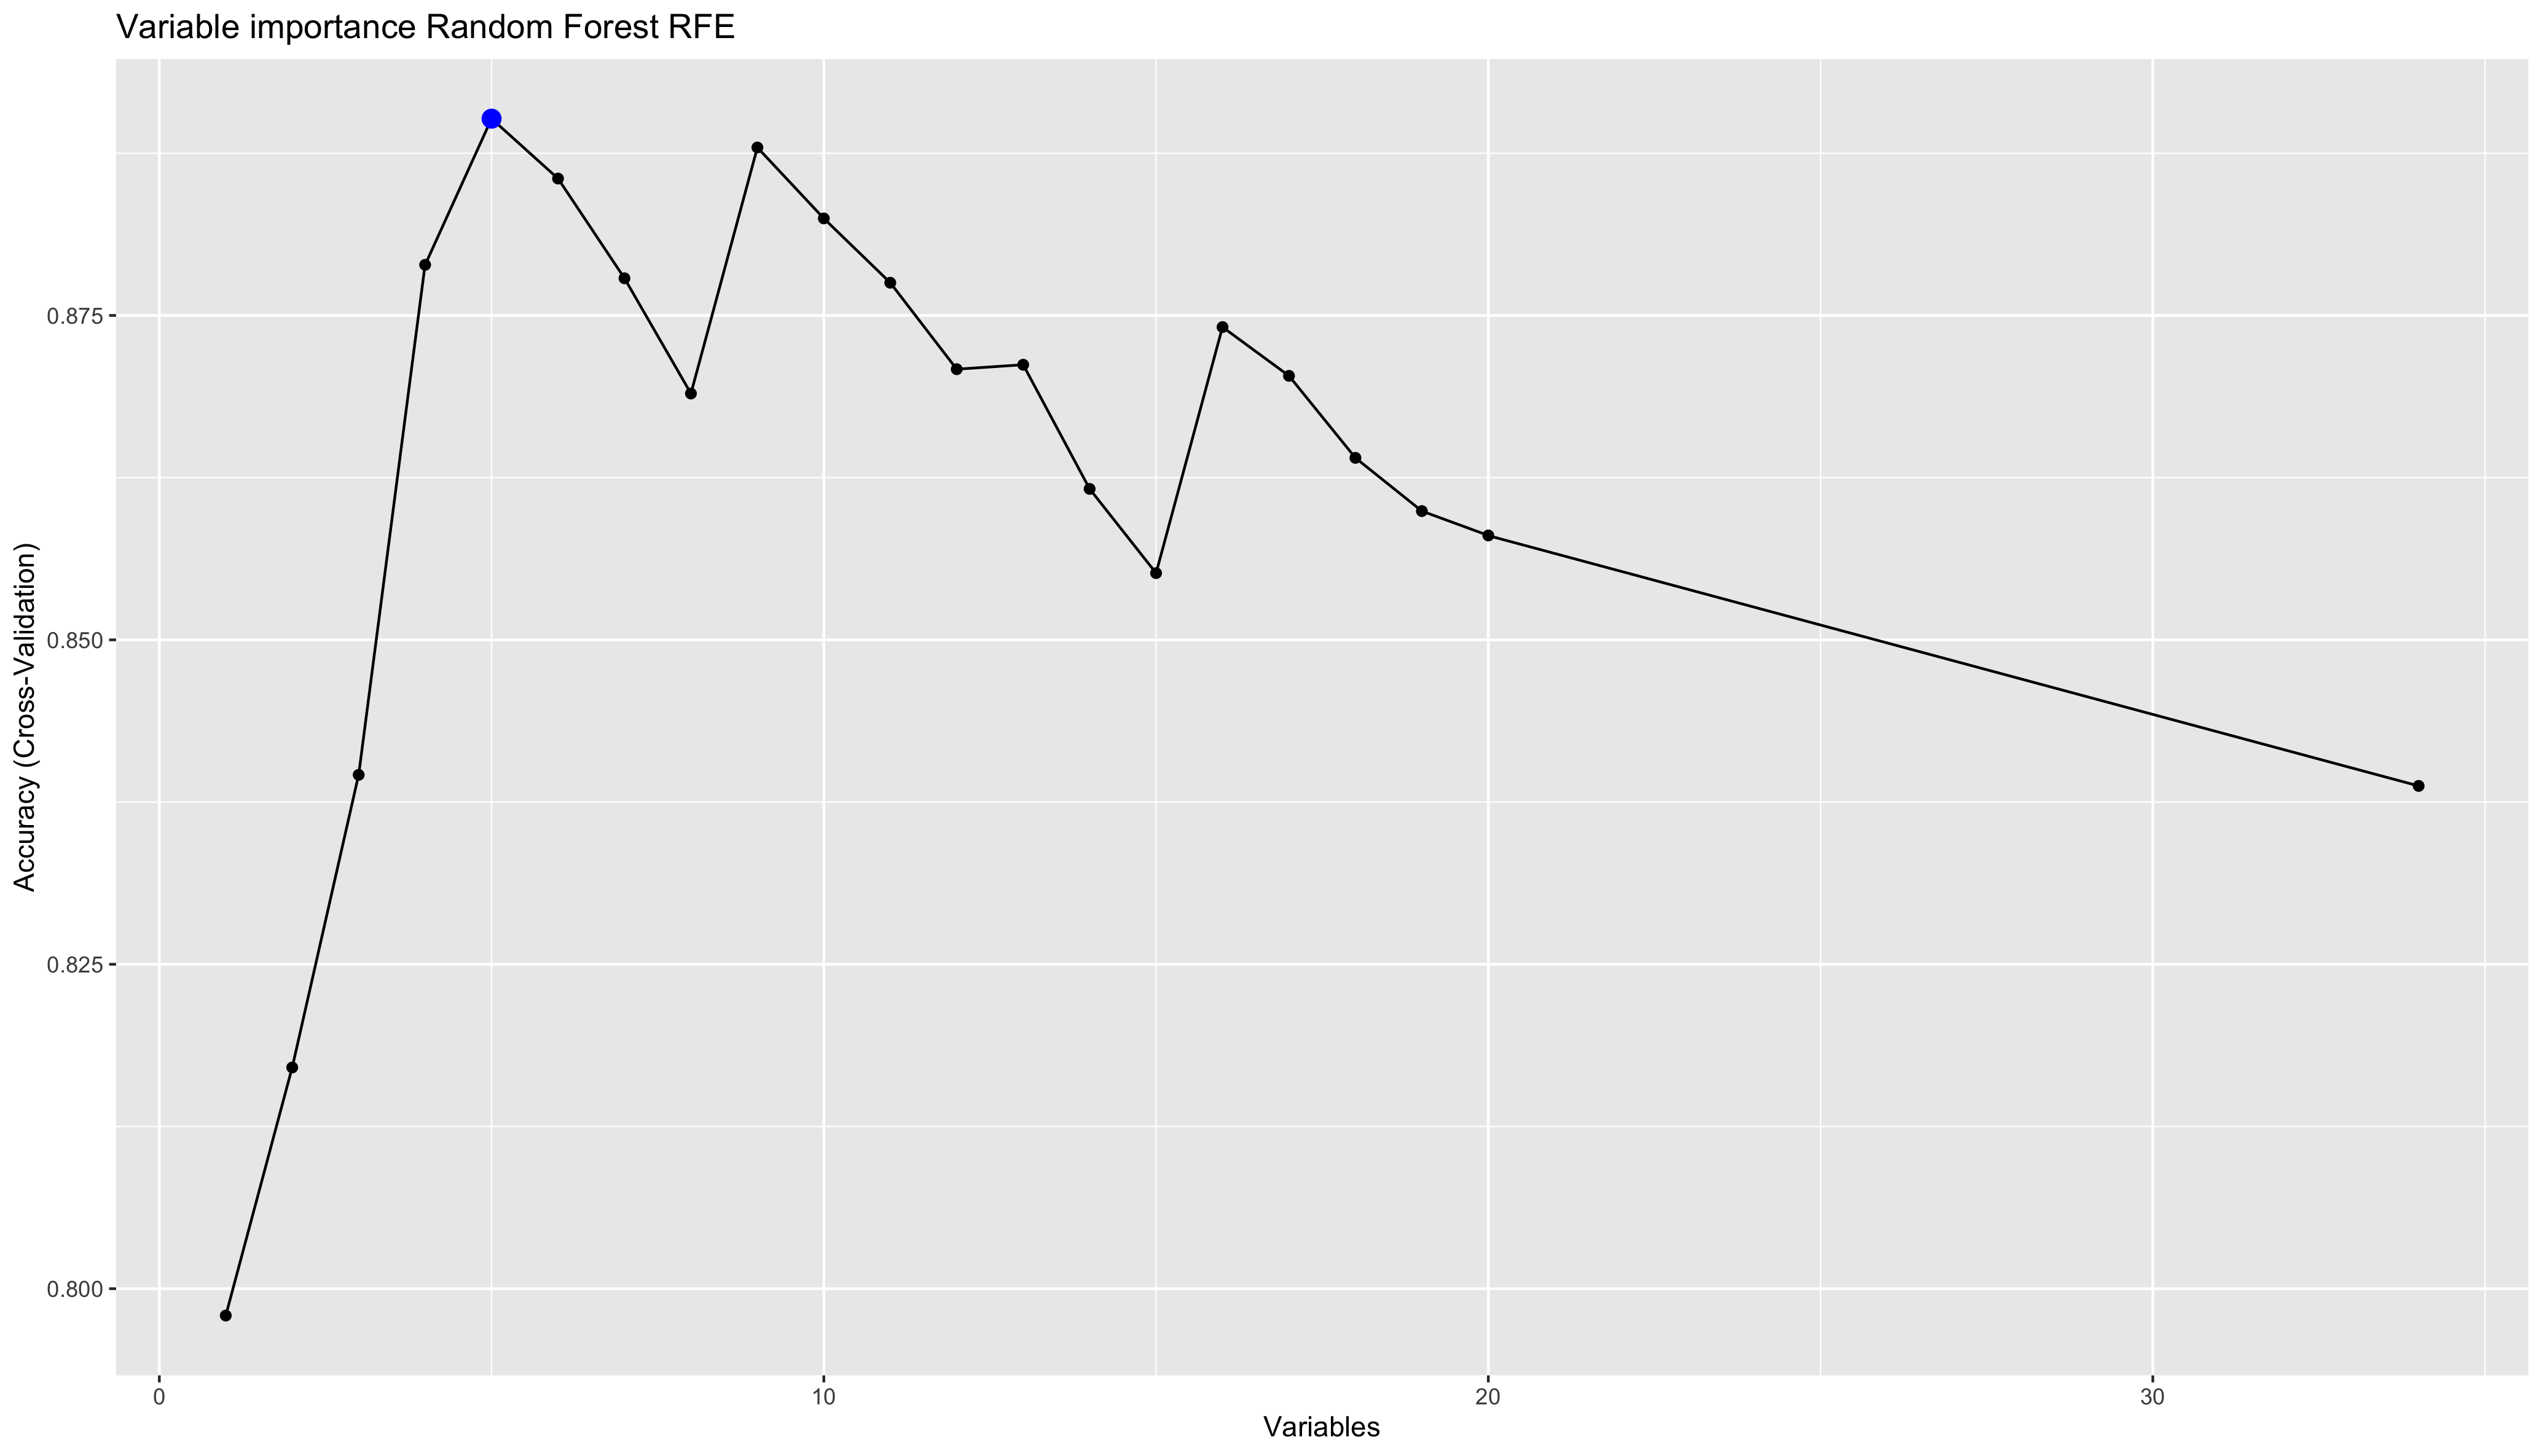 Variable importance Random Forest RFE
Accuracy (Cross-Validation)
0.875
0.850
0.825
0.800
0
10
20
30
Variables